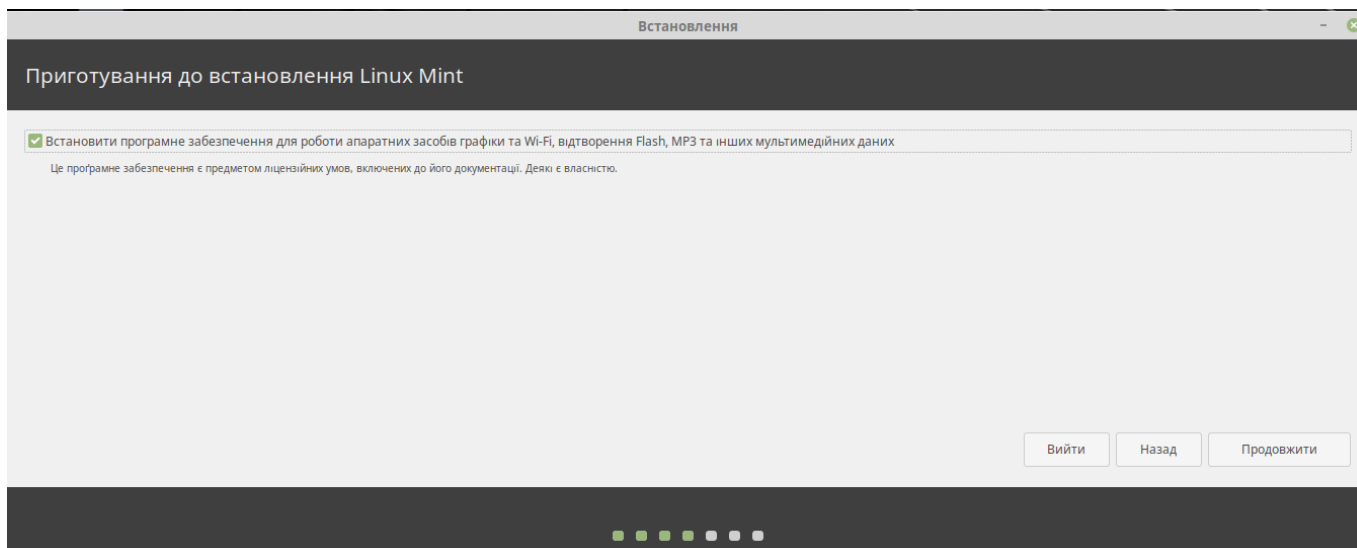 Встановлення
Приготування до встановлення Linux Mint
Встановити програмне забезпечення для роботи апаратних засобів графіки та Wi-Fi, відтворення Flash, MP3 та інших мультимедійних даних
Це проґрамне забезпечення є предметом ліцензійних умов, включених до його документації. Деякі є власністю.
Вийти
Назад
Продовжити